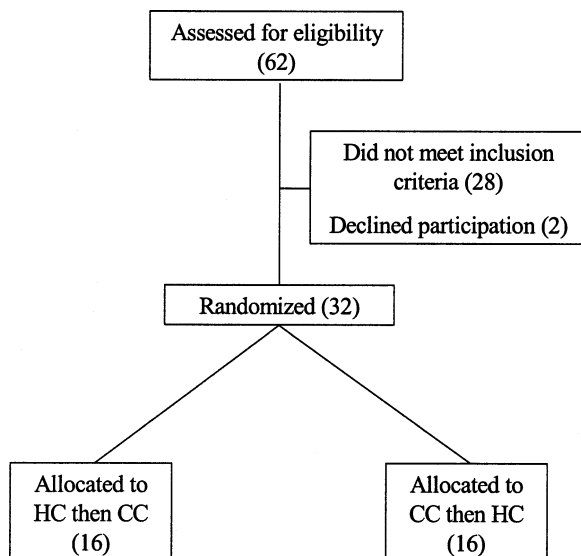 Assessed for eligibility
(62)
Did not meet inclusion
criteria (28)
Declined participation (2)
Randomized (32)
Allocated to
HC then CC
(16)
Allocated to
CC then HC
(16)